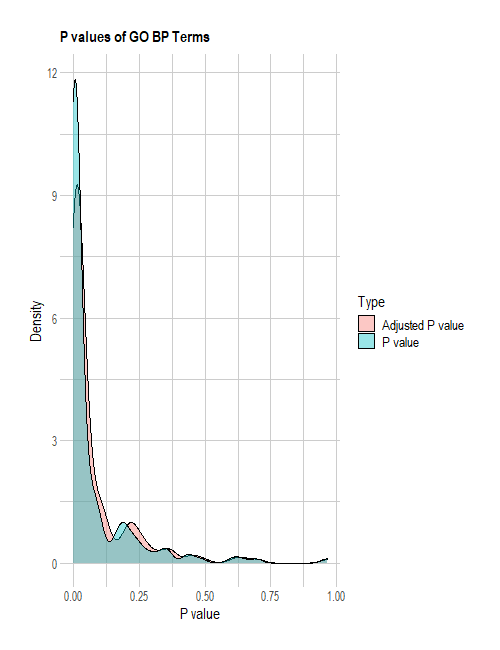 P values of GO BP Terms
12
9
6
3
0
Density
0.00 0.25 0.50 0.75 1.00
P value
Type
Adjusted P value
P value